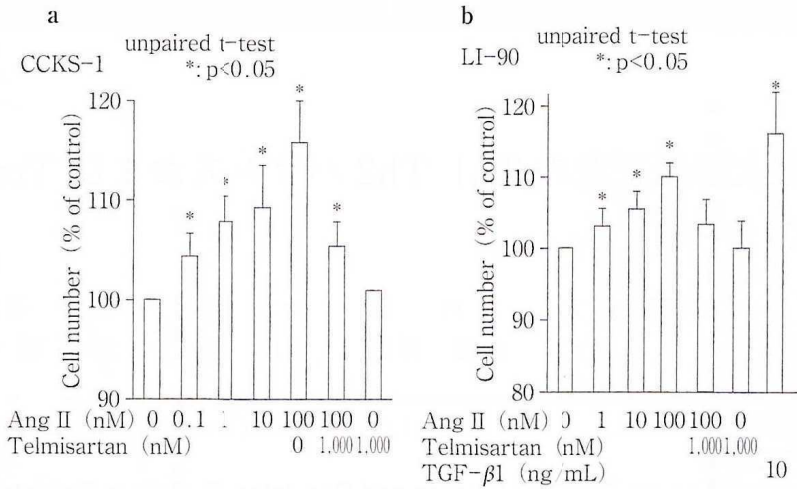 a
unpaired t-test
CCKS-1
*: p<0.05
*
*
*
*
*
120
110
100
90
Cell number (% of control)
Ang II (nM) 0 0.1 10 100 100 0
Telmisartan (nM) 0 1,000 1,000
b
unpaired t-test
LI-90
*: p<0.05
*
*
*
*
120
110
100
90
80
Cell number (% of control)
Ang II (nM) 1 10 100 100 0
Telmisartan (nM) 1,000 1,000
TGF-β1 (ng/mL) 10